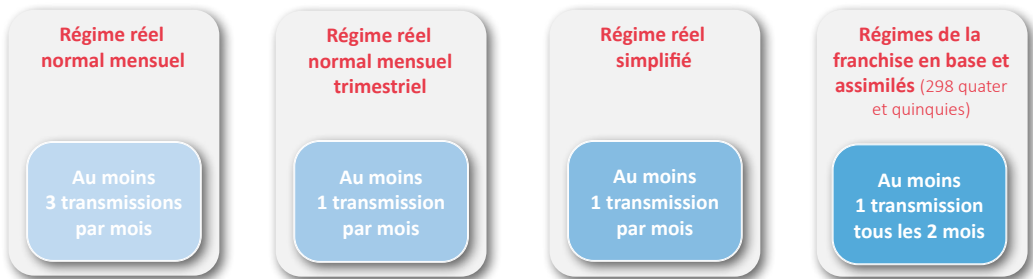 Régime réel
normal mensuel
Au moins
3 transmissions
par mois
Régime réel
normal mensuel
trimestriel
Au moins
1 transmission
par mois
Régime réel
simplifié
Au moins
1 transmission
par mois
Régimes de la
franchise en base et
assimilés (298 quater
et quinquies)
Au moins
1 transmission
tous les 2 mois